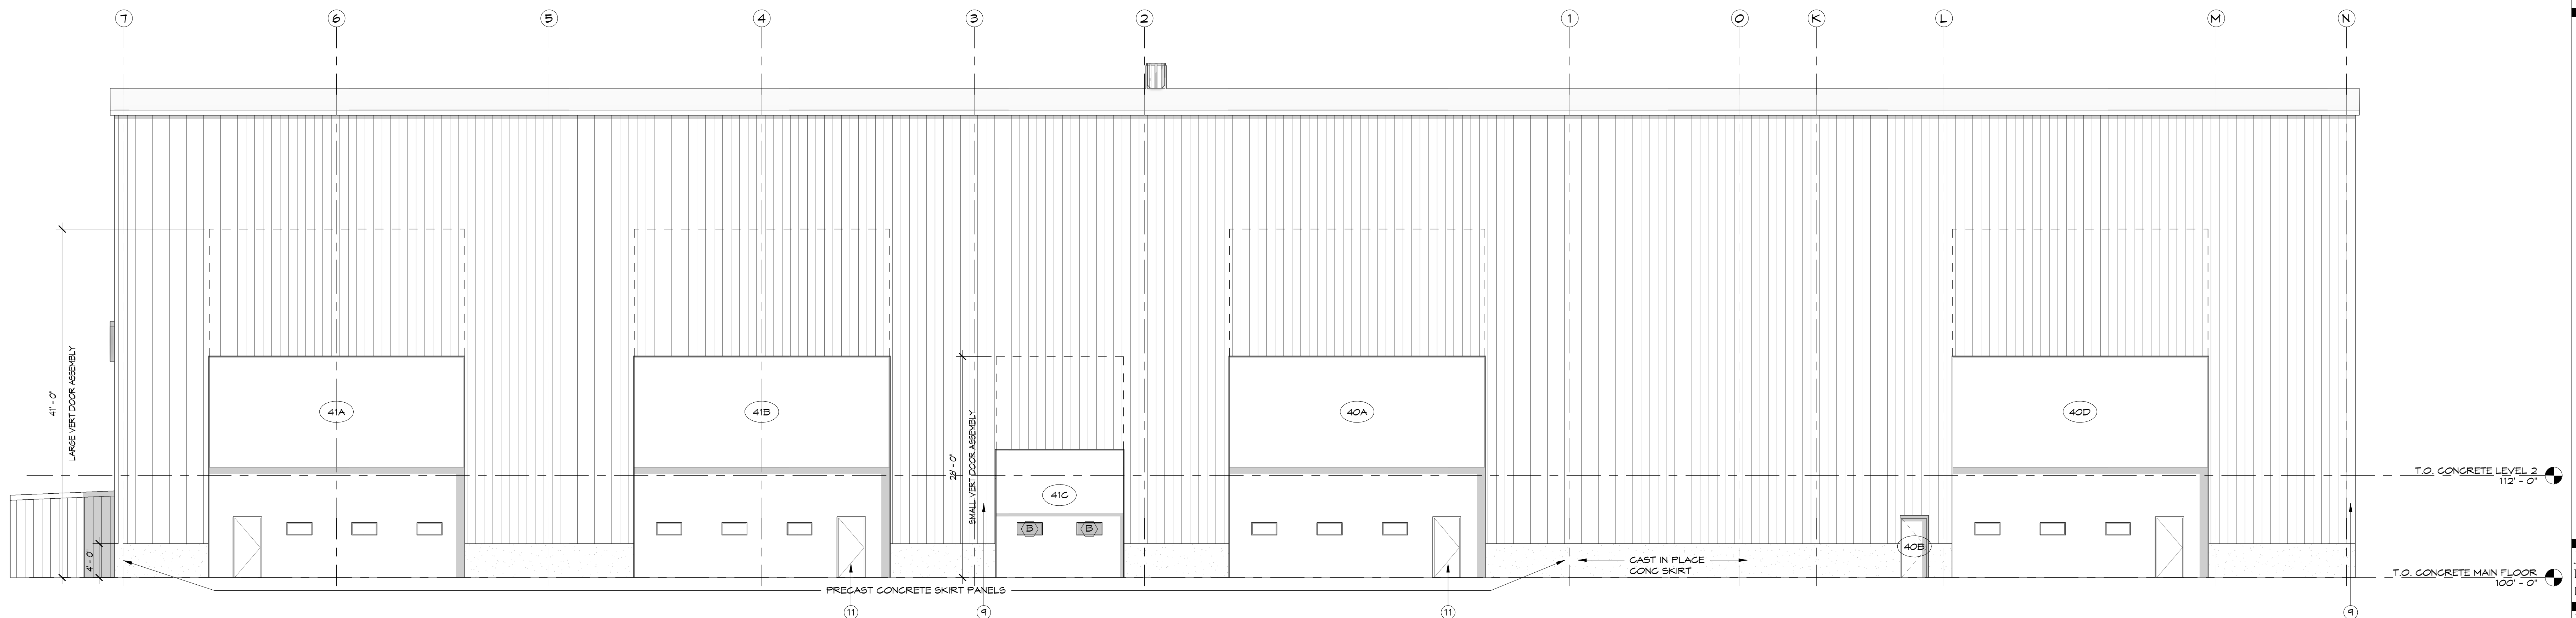 7
6
5
4
3
2
1
O
K
L
M
N
41' - 0"
LARGE VERT DOOR ASSEMBLY
4' - 0"
41A
41B
26' - 0"
SMALL VERT DOOR ASSEMBLY
41C
B
B
40A
40D
40B
T.O. CONCRETE LEVEL 2
112' - 0"
CAST IN PLACE
CONC SKIRT
T.O. CONCRETE MAIN FLOOR
100' - 0"
PRECAST CONCRETE SKIRT PANELS
11
9
11
9